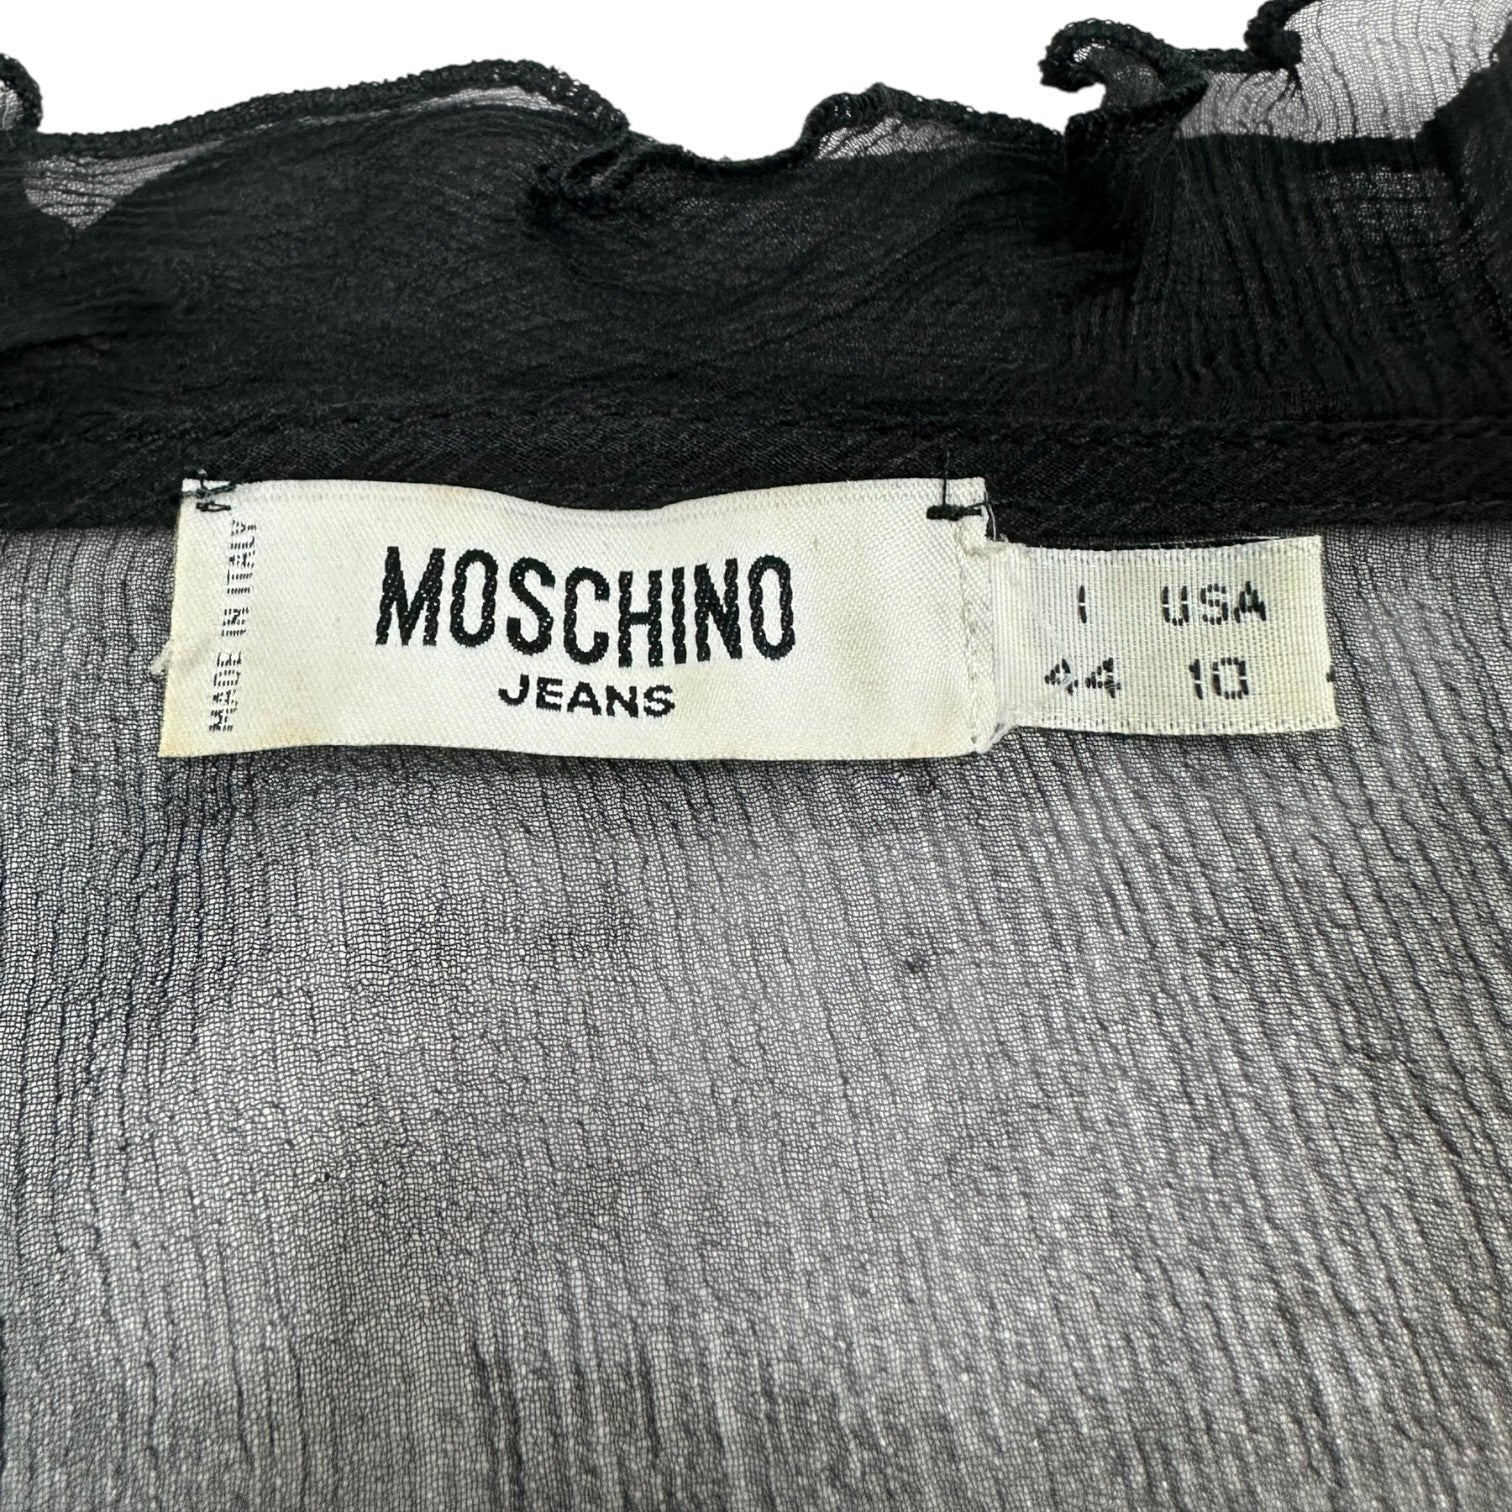 MADE IN ITALY
MOSCHINO
JEANS
I USA
44 10